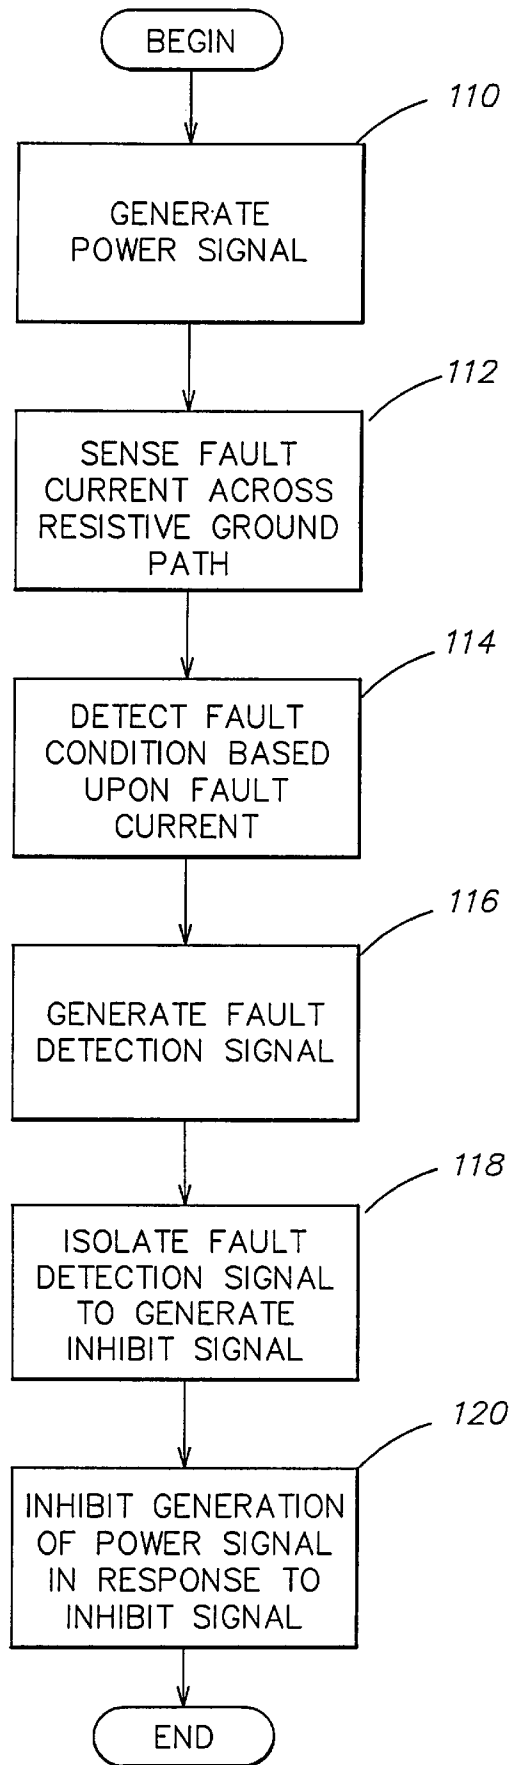 BEGIN
110
GENERATE
POWER SIGNAL
112
SENSE FAULT
CURRENT ACROSS
RESISTIVE GROUND
PATH
114
DETECT FAULT
CONDITION BASED
UPON FAULT
CURRENT
116
GENERATE FAULT
DETECTION SIGNAL
118
ISOLATE FAULT
DETECTION SIGNAL
TO GENERATE
INHIBIT SIGNAL
120
INHIBIT GENERATION
OF POWER SIGNAL
IN RESPONSE TO
INHIBIT SIGNAL
END